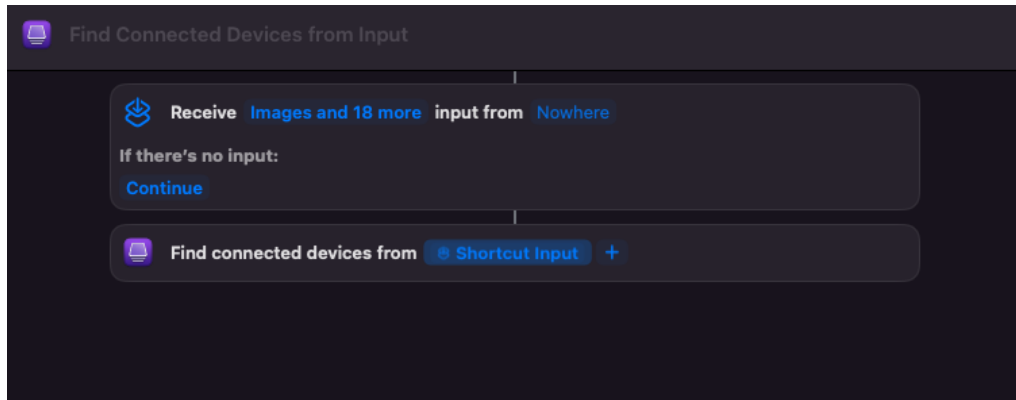 Find Connected Devices from Input
Receive Images and 18 more input from Nowhere
If there's no input:
Continue
Find connected devices from Shortcut Input +